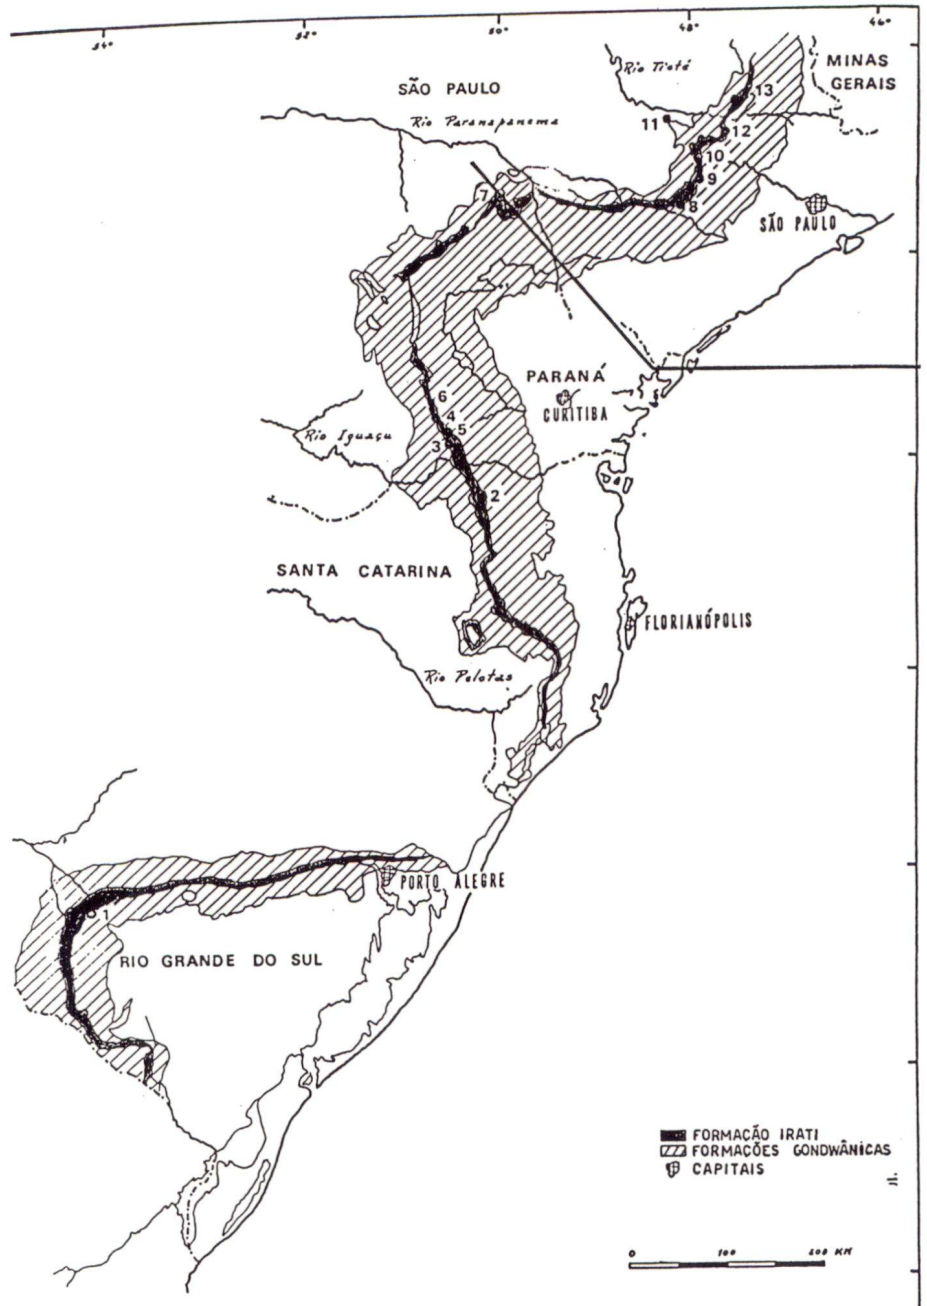 54°
52°
50°
48°
46°
MINAS
GERAIS
Rio Tietê
SÃO PAULO
Rio Paranapanema
13
11
12
10
9
8
7
SÃO PAULO
PARANÁ
CURITIBA
6
4
5
3
Rio Iguaçu
2
SANTA CATARINA
FLORIANÓPOLIS
Rio Pelotas
PORTO ALEGRE
1
RIO GRANDE DO SUL
FORMAÇÃO IRATI
FORMAÇÕES GONDWÂNICAS
CAPITAIS
0 100 200 KM